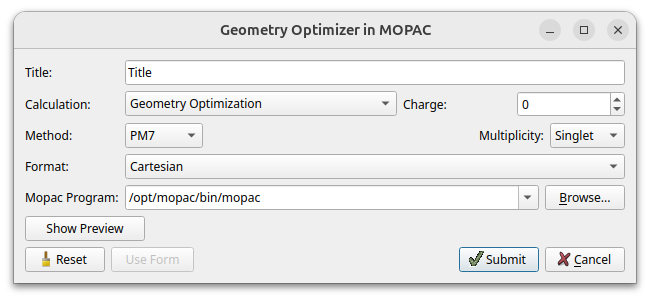 Geometry Optimizer in MOPAC
Title: Title
Calculation: Geometry Optimization Charge: 0
Method: PM7 Multiplicity: Singlet
Format: Cartesian
Mopac Program: /opt/mopac/bin/mopac Browse...
Show Preview
Reset Use Form Submit Cancel